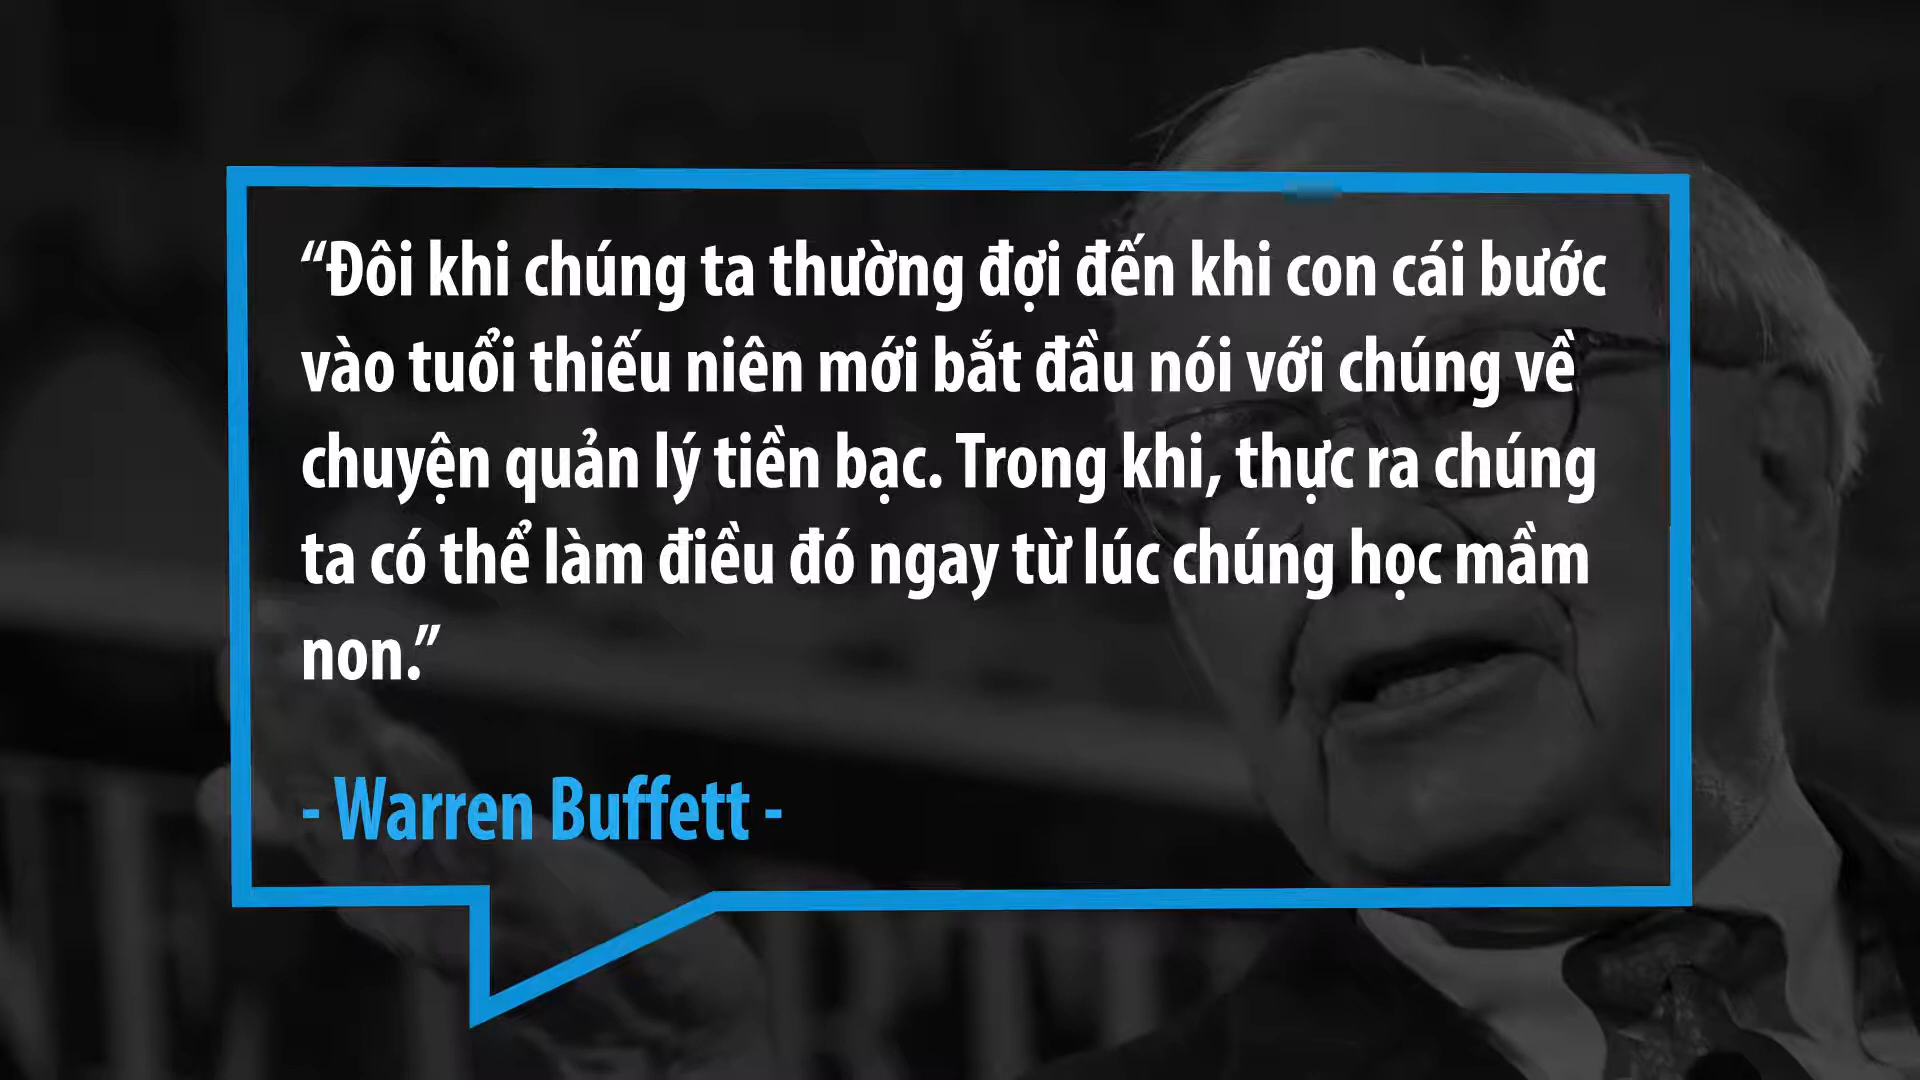 “Đôi khi chúng ta thường đợi đến khi con cái bước
vào tuổi thiếu niên mới bắt đầu nói với chúng về
chuyện quản lý tiền bạc. Trong khi, thực ra chúng
ta có thể làm điều đó ngay từ lúc chúng học mầm
non.”
- Warren Buffett -